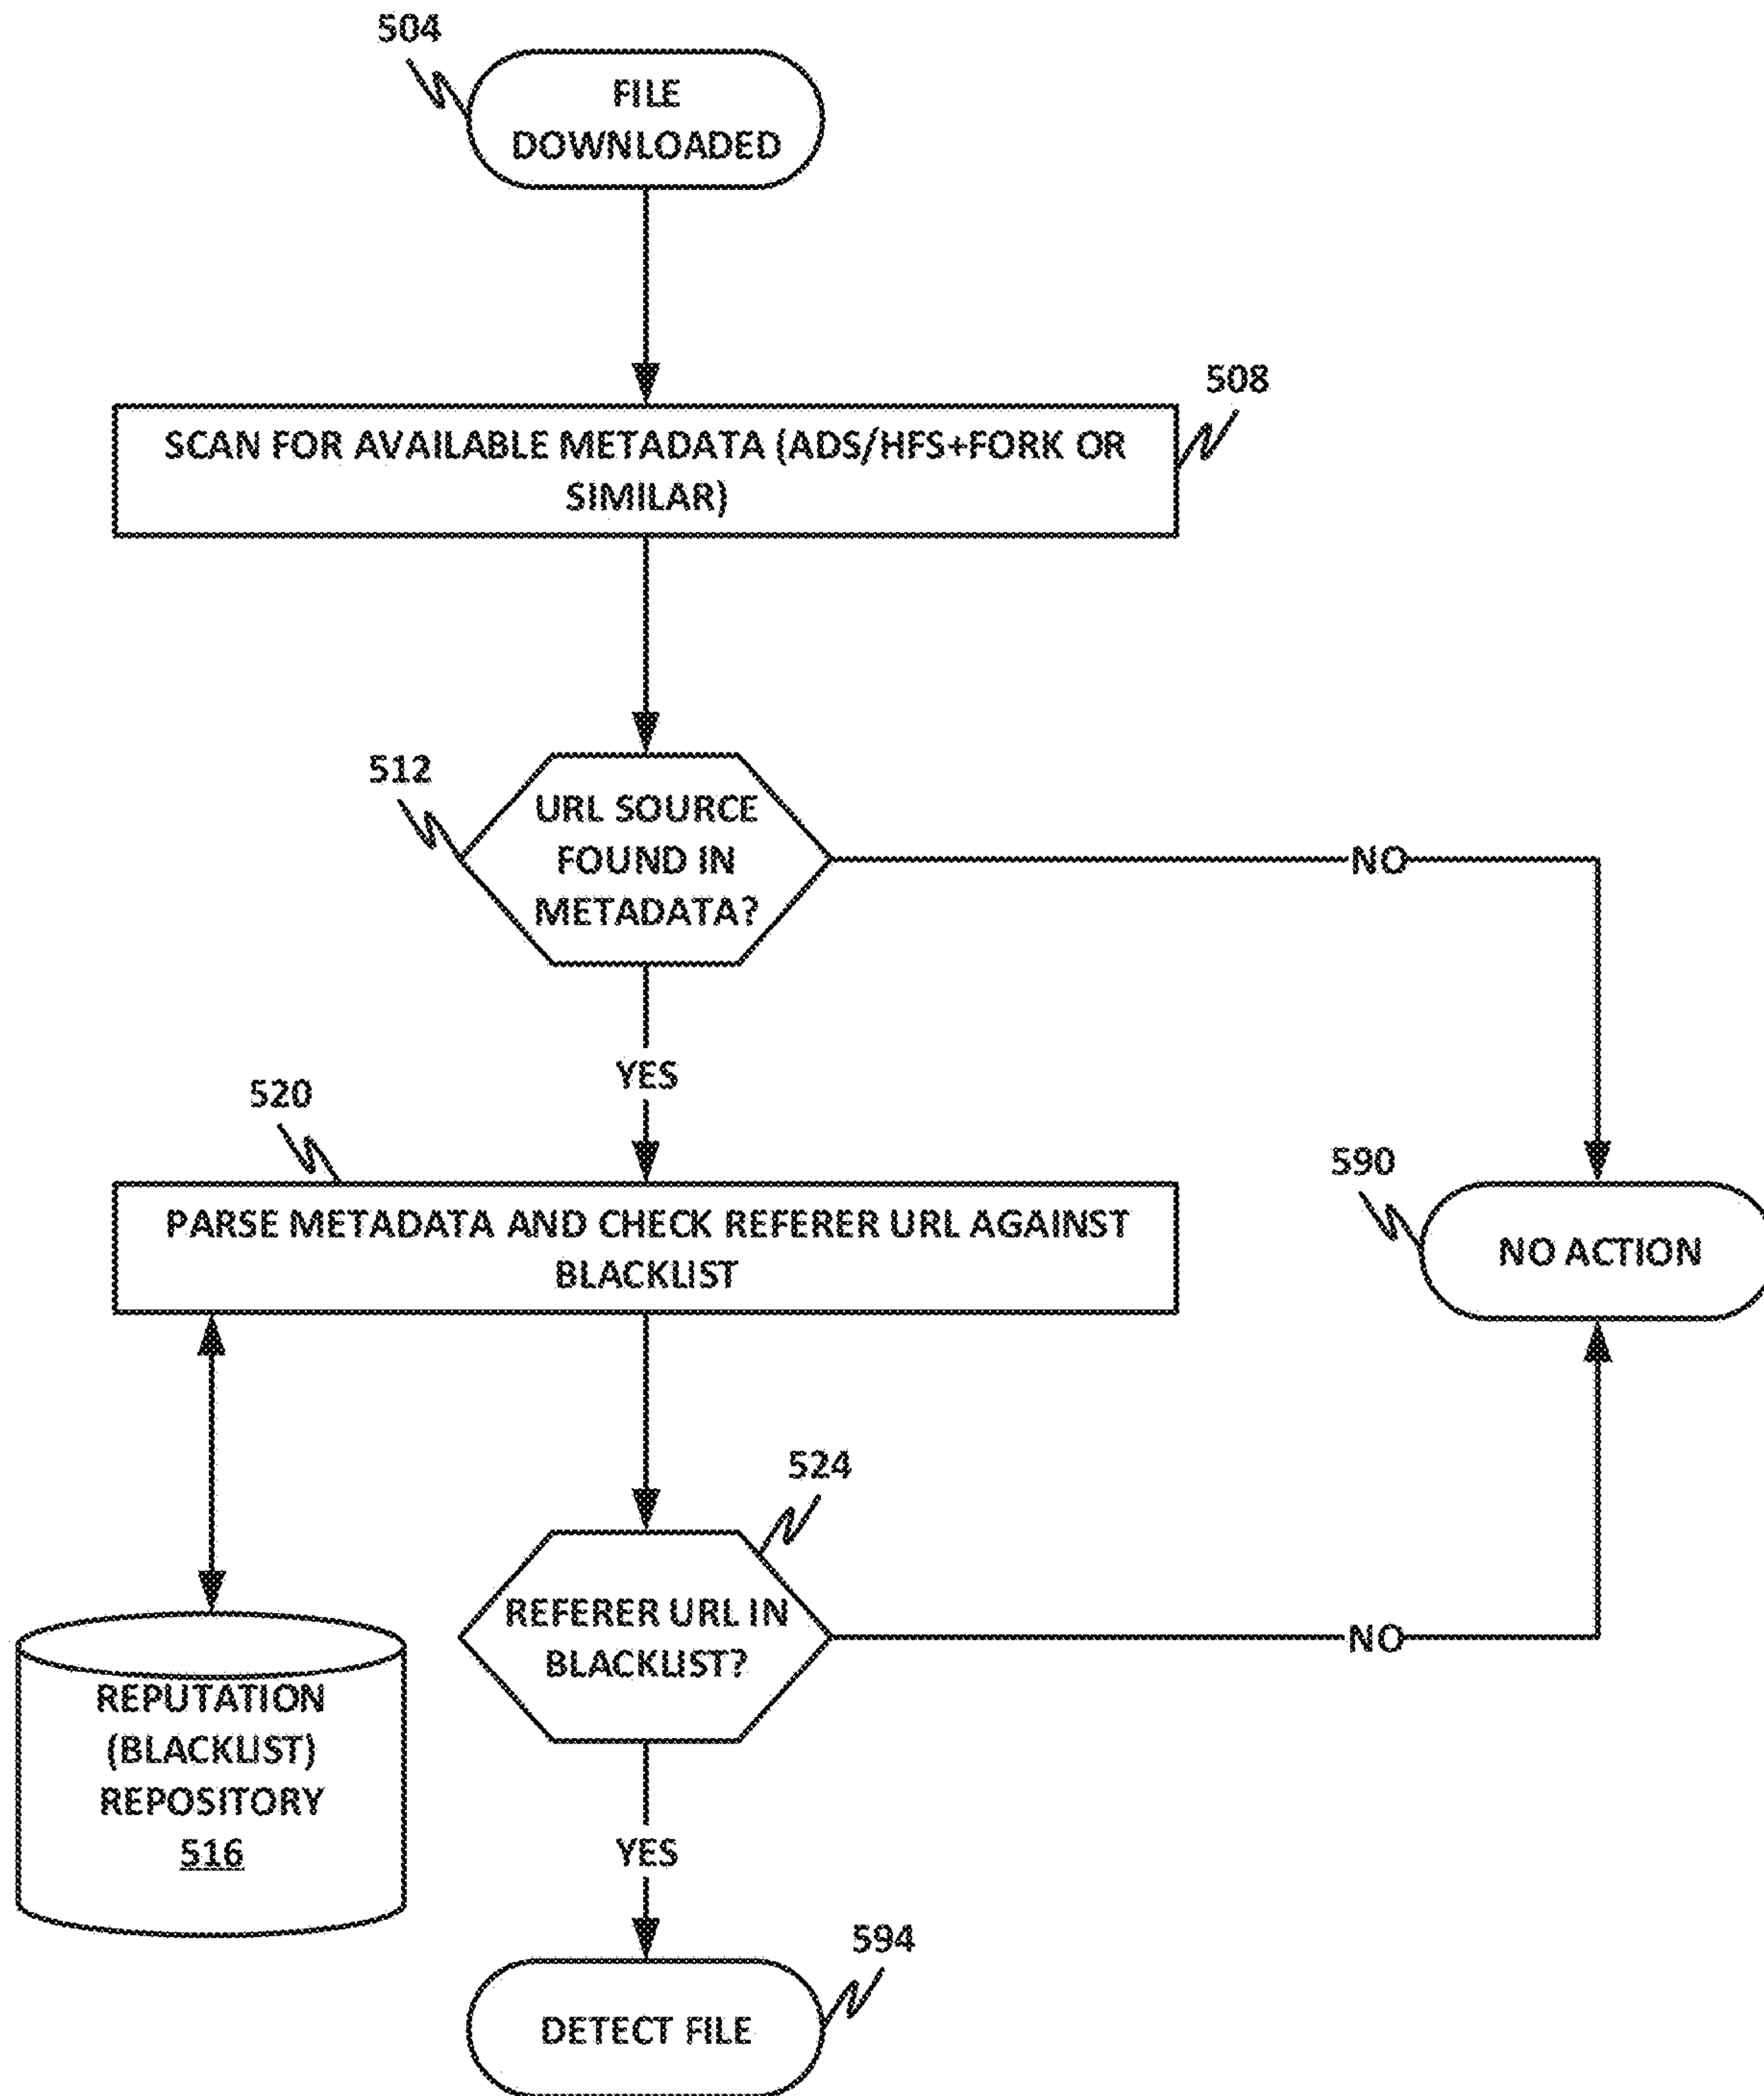 504
FILE
DOWNLOADED
508
SCAN FOR AVAILABLE METADATA (ADS/HFS+FORK OR
SIMILAR)
512
URL SOURCE
FOUND IN
METADATA?
NO
YES
520
PARSE METADATA AND CHECK REFERER URL AGAINST
BLACKLIST
590
NO ACTION
524
REFERER URL IN
BLACKLIST?
NO
REPUTATION
(BLACKLIST)
REPOSITORY
516
YES
594
DETECT FILE